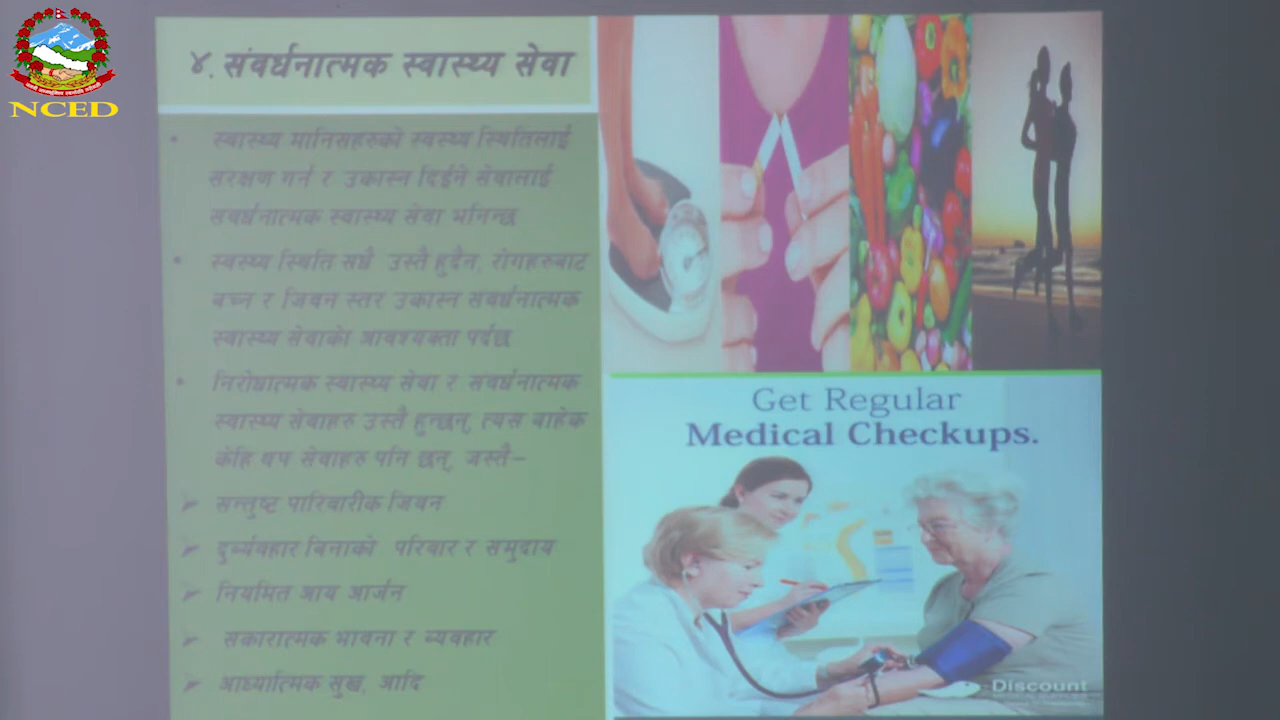 NCED
४. संवर्धनात्मक स्वास्थ्य सेवा
• स्वास्थ्य मानिसहरुको स्वस्थ्य स्थितिलाई
संरक्षण गर्न र उकास्न दिईने सेवालाई
संवर्धनात्मक स्वास्थ्य सेवा भनिन्छ
• स्वस्थ्य स्थिति सधैं उस्तै हुदैन, रोगहरुबाट
बच्न र जिवन स्तर उकास्न संवर्धनात्मक
स्वास्थ्य सेवाको आवश्यक्ता पर्दछ
• निरोधात्मक स्वास्थ्य सेवा र संवर्धनात्मक
स्वास्थ्य सेवाहरु उस्तै हुन्छन्, त्यस बाहेक
केहि थप सेवाहरु पनि छन्, जस्तै–
➢ सन्तुष्ट पारिवारीक जिवन
➢ दुर्व्यवहार बिनाको परिवार र समुदाय
➢ नियमित आय आर्जन
➢ सकारात्मक भावना र व्यवहार
➢ आध्यात्मिक सुख, आदि
Get Regular
Medical Checkups.
Discount